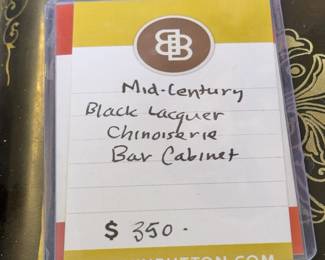 Mid-Century
Black Lacquer
Chinoiserie
Bar Cabinet
$ 350.